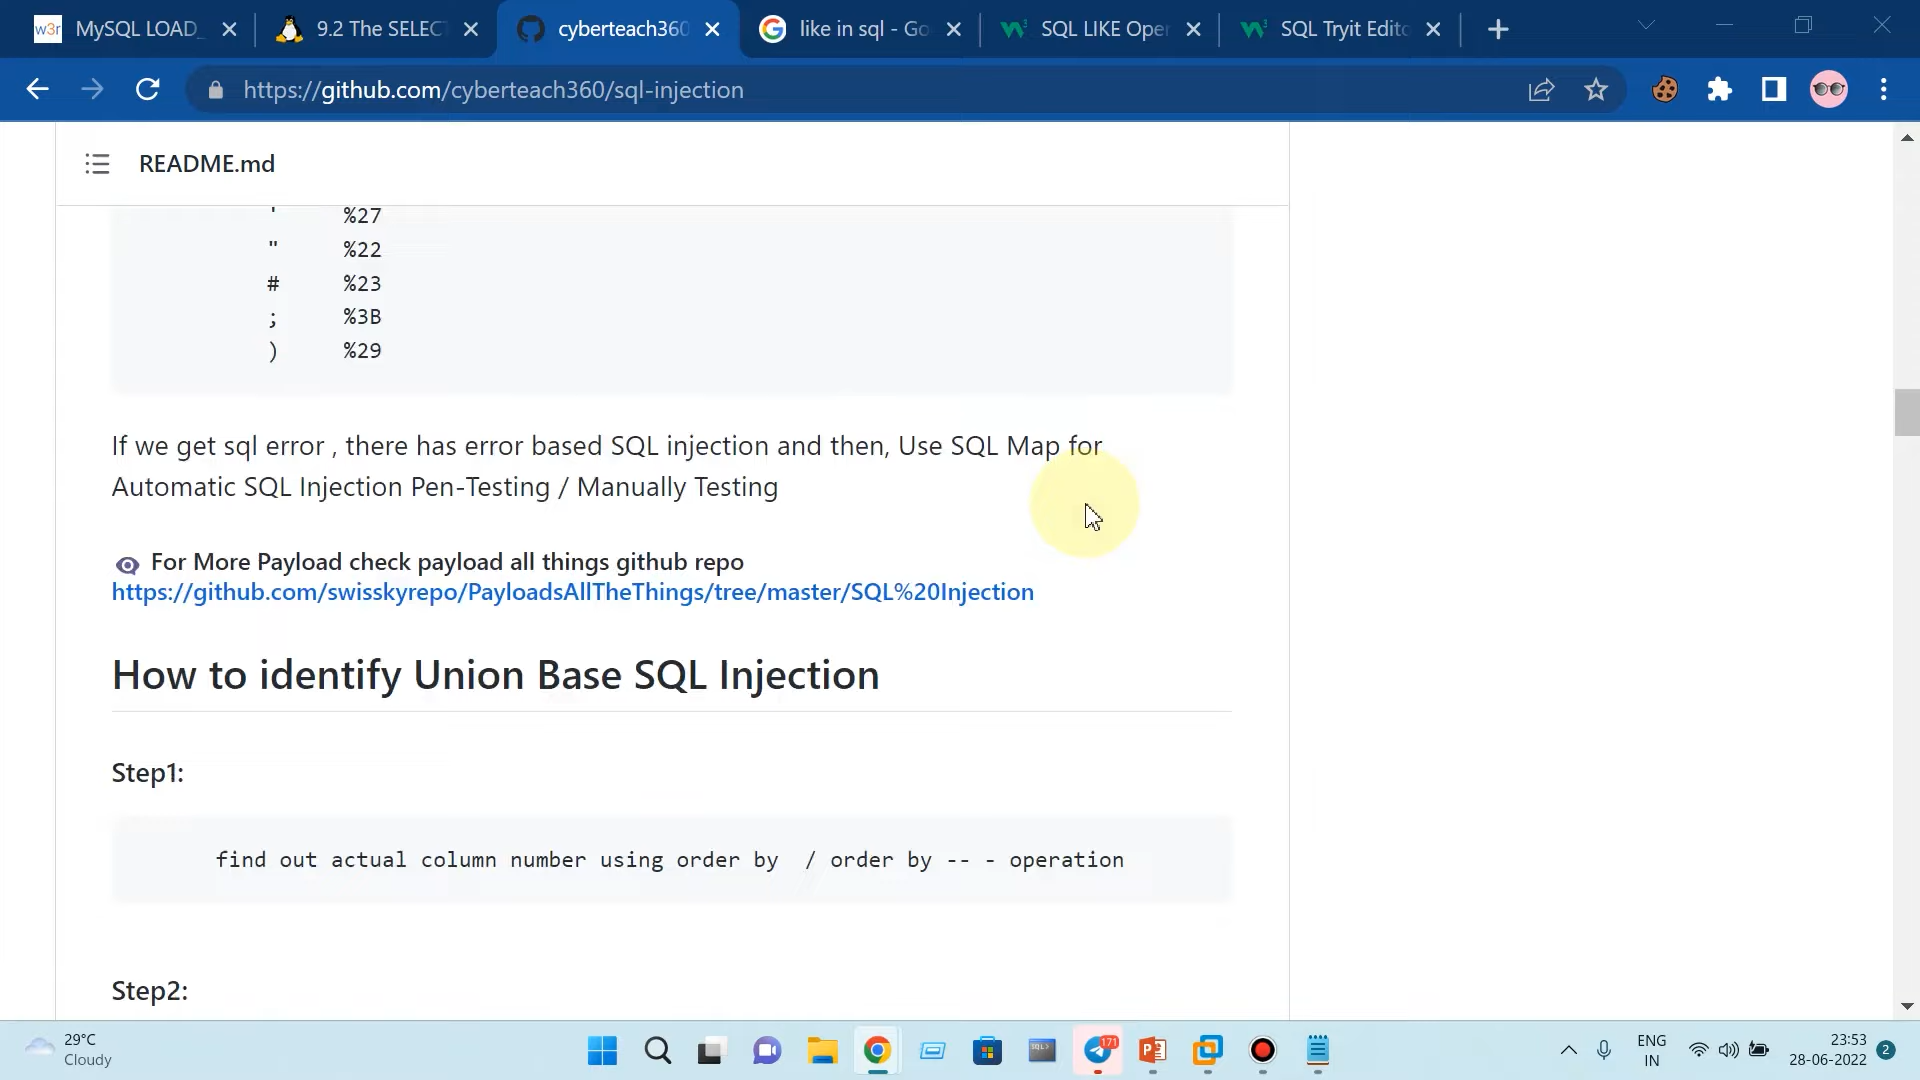 w3r MySQL LOAD_
9.2 The SELEC
cyberteach360
like in sql - Go
SQL LIKE Oper
SQL Tryit Edito
https://github.com/cyberteach360/sql-injection
README.md
' %27
" %22
# %23
; %3B
) %29
If we get sql error , there has error based SQL injection and then, Use SQL Map for
Automatic SQL Injection Pen-Testing / Manually Testing
For More Payload check payload all things github repo
https://github.com/swisskyrepo/PayloadsAllTheThings/tree/master/SQL%20Injection
How to identify Union Base SQL Injection
Step1:
find out actual column number using order by / order by -- - operation
Step2:
29°C
Cloudy
SQL>
171
ENG
IN
23:53
28-06-2022
2